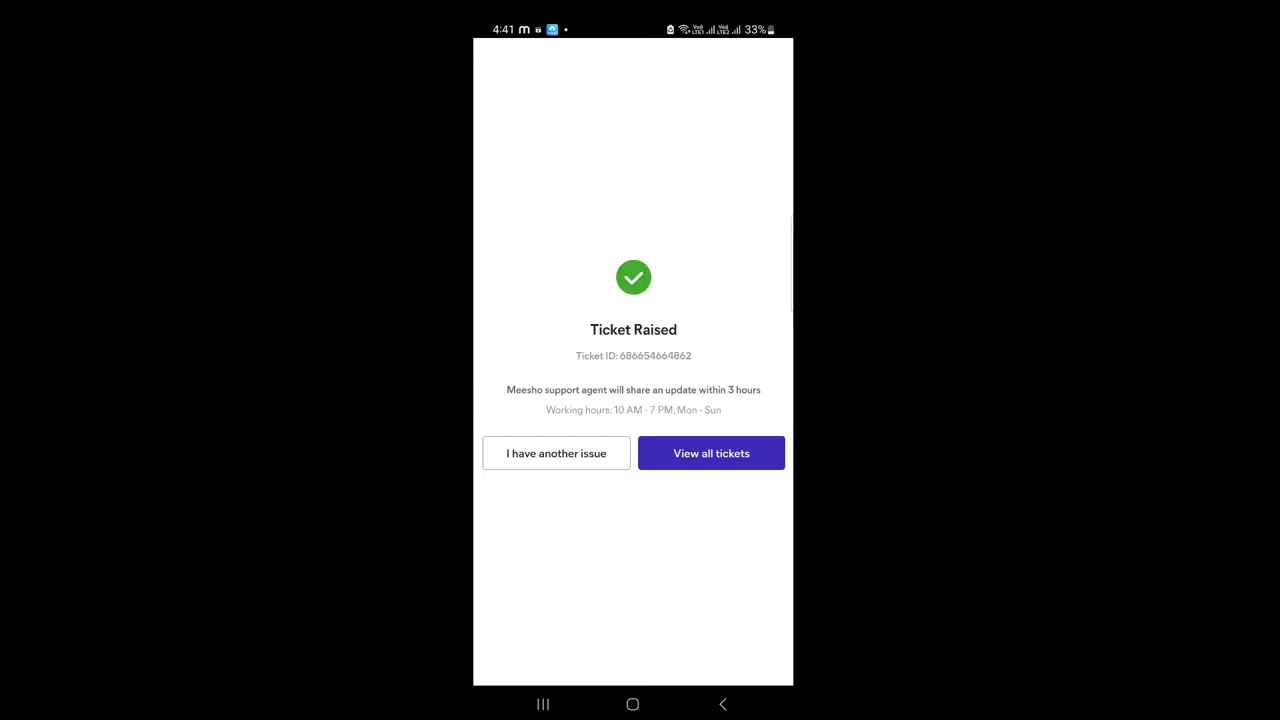 4:41 m
33%
Ticket Raised
Ticket ID: 686654664862
Meesho support agent will share an update within 3 hours
Working hours: 10 AM - 7 PM, Mon - Sun
I have another issue
View all tickets